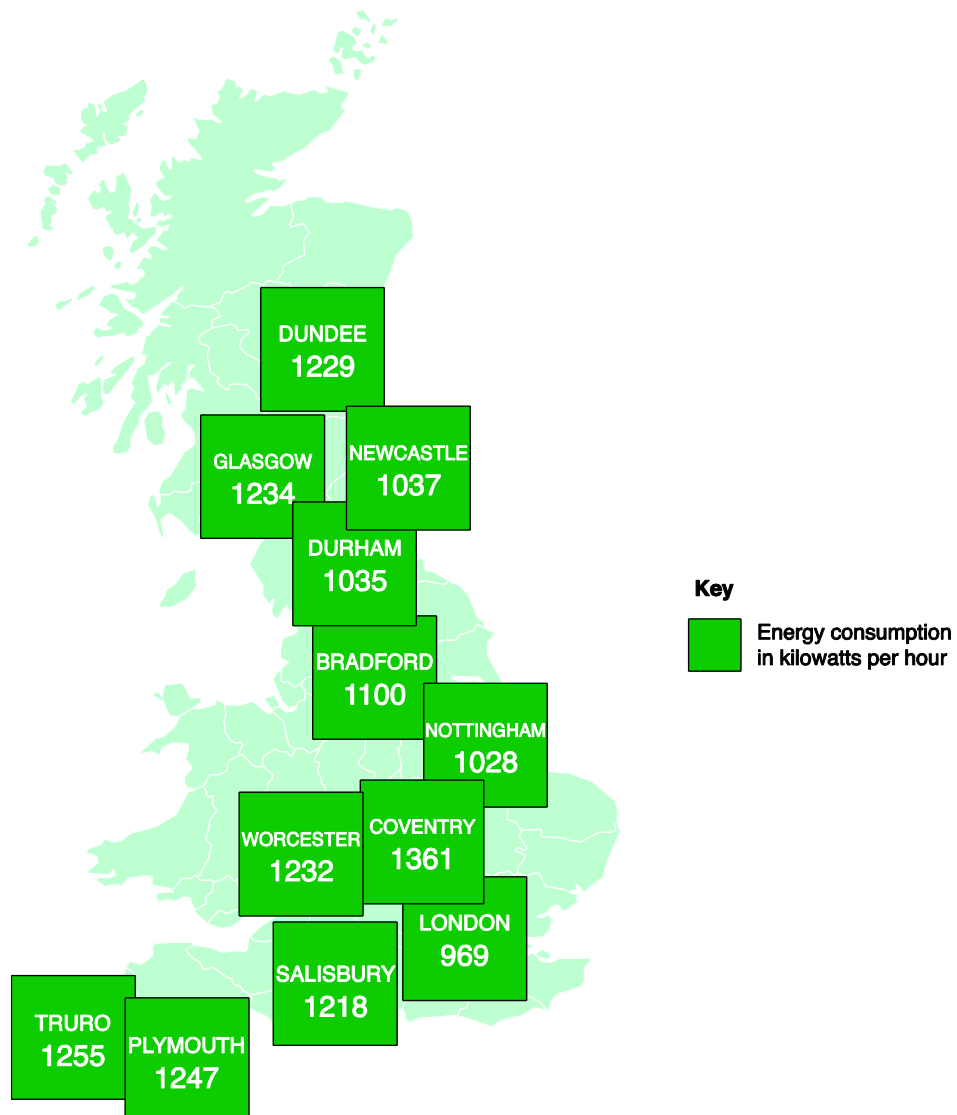 DUNDEE
1229
NEWCASTLE
1037
GLASGOW
1234
DURHAM
1035
Key
Energy consumption
in kilowatts per hour
BRADFORD
1100
NOTTINGHAM
1028
COVENTRY
1361
WORCESTER
1232
LONDON
969
SALISBURY
1218
TRURO
1255
PLYMOUTH
1247